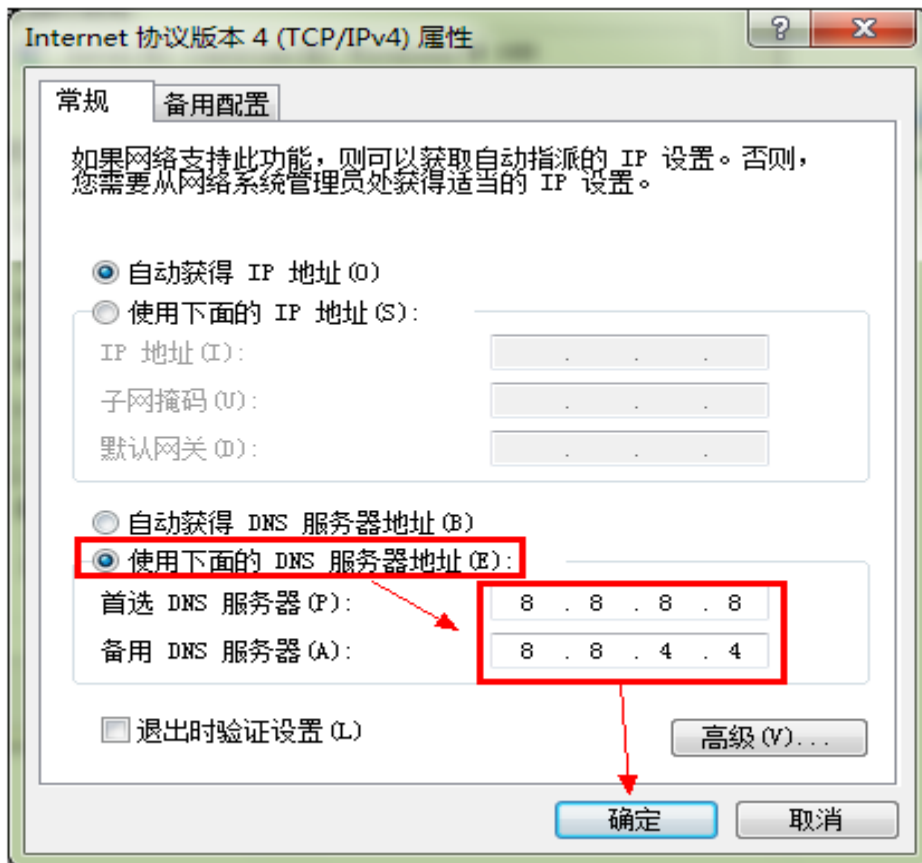 Internet 协议版本 4 (TCP/IPv4) 属性
常规
备用配置
如果网络支持此功能，则可以获取自动指派的 IP 设置。否则，
您需要从网络系统管理员处获得适当的 IP 设置。
自动获得 IP 地址(O)
使用下面的 IP 地址(S):
IP 地址(I):
子网掩码(U):
默认网关(D):
自动获得 DNS 服务器地址(B)
使用下面的 DNS 服务器地址(E):
首选 DNS 服务器(P): 8 . 8 . 8 . 8
备用 DNS 服务器(A): 8 . 8 . 4 . 4
退出时验证设置(L)
高级(V)...
确定
取消